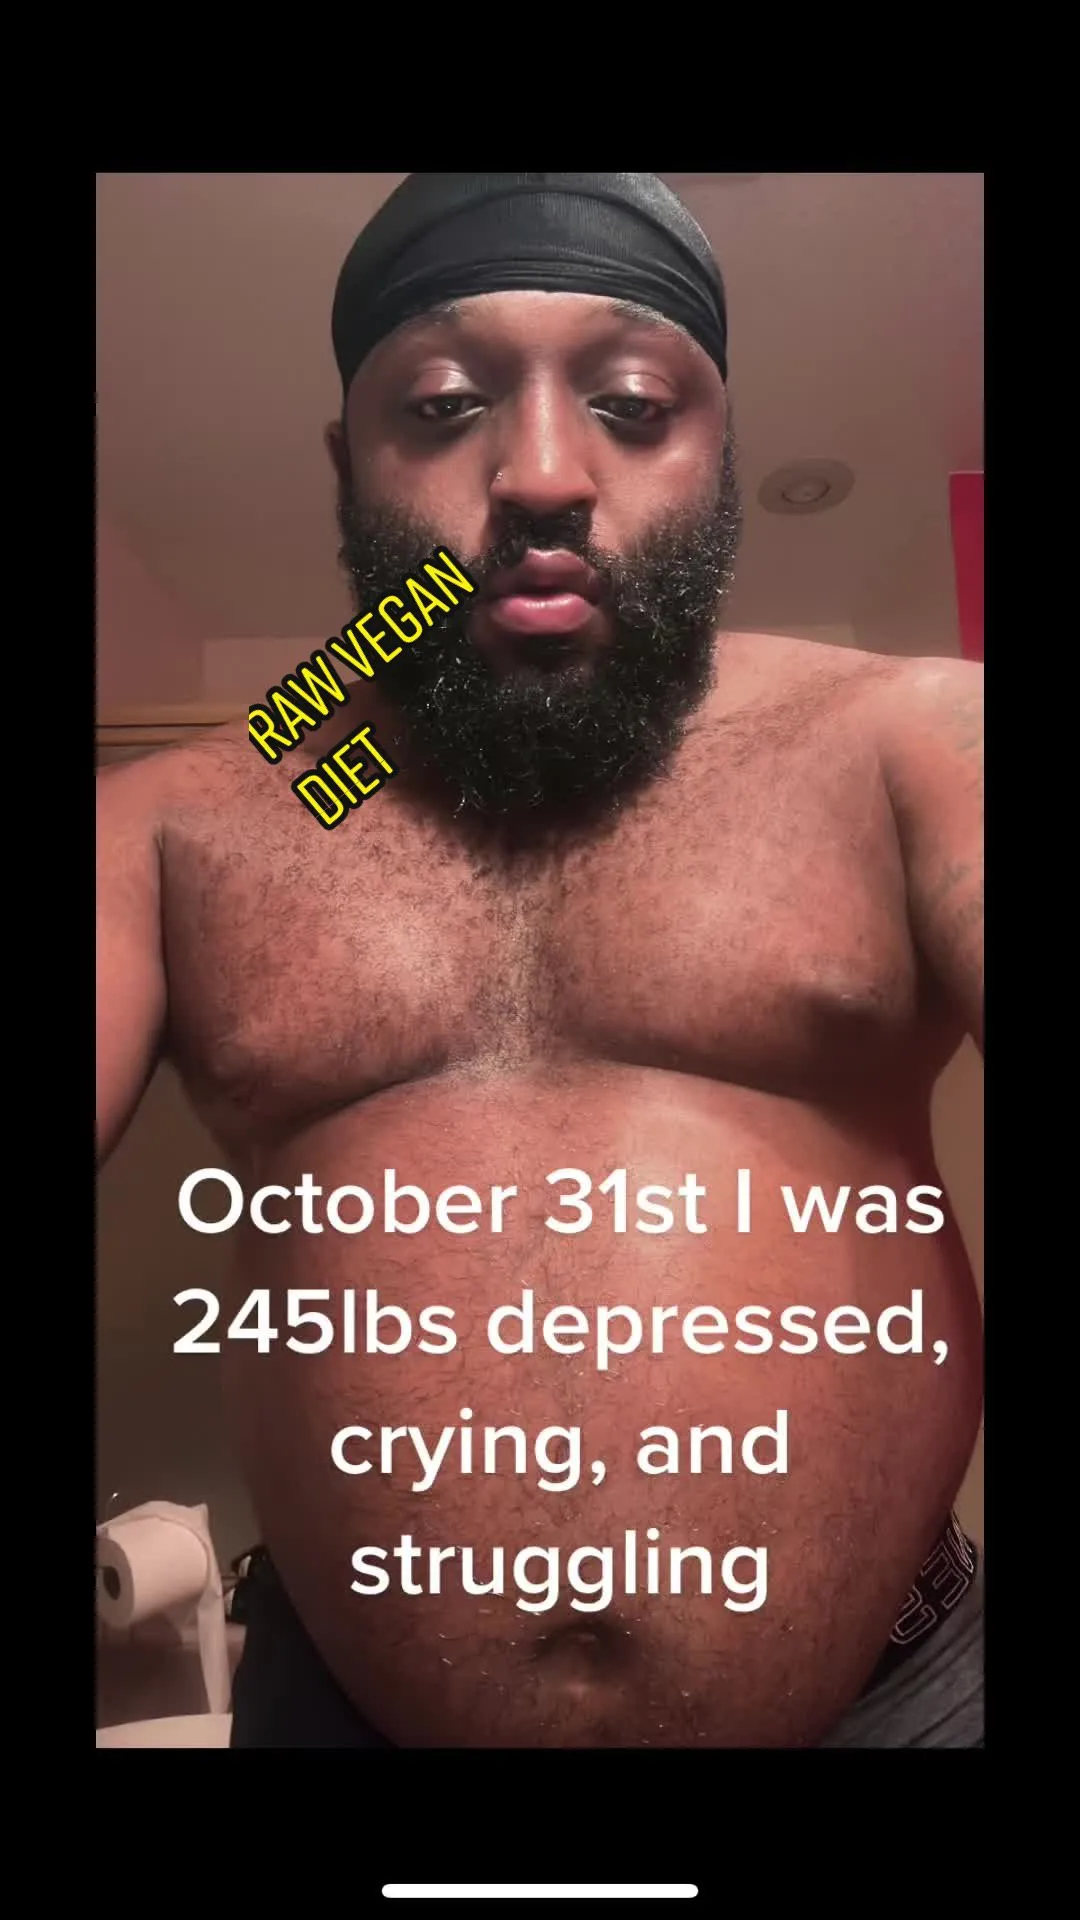 RAW VEGAN
DIET
October 31st I was
245lbs depressed,
crying, and
struggling